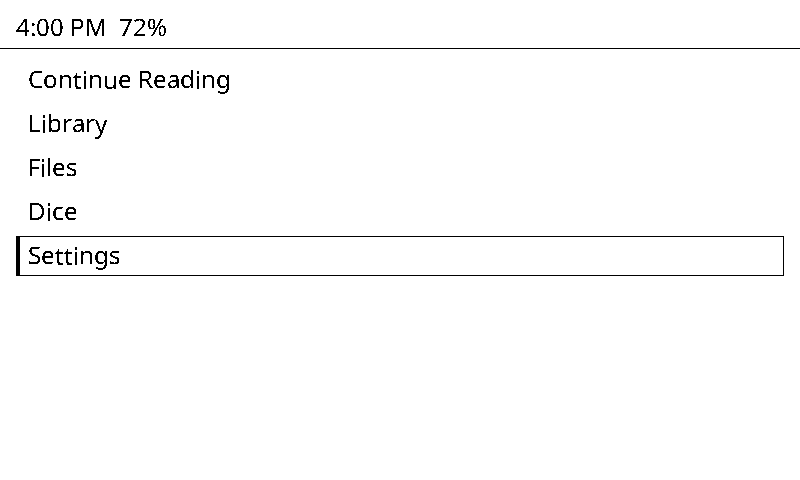 4:00 PM 72%
Continue Reading
Library
Files
Dice
Settings